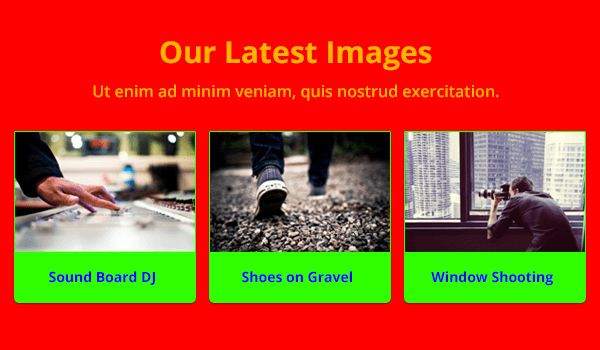 Our Latest Images
Ut enim ad minim veniam, quis nostrud exercitation.
Sound Board DJ
Shoes on Gravel
Window Shooting